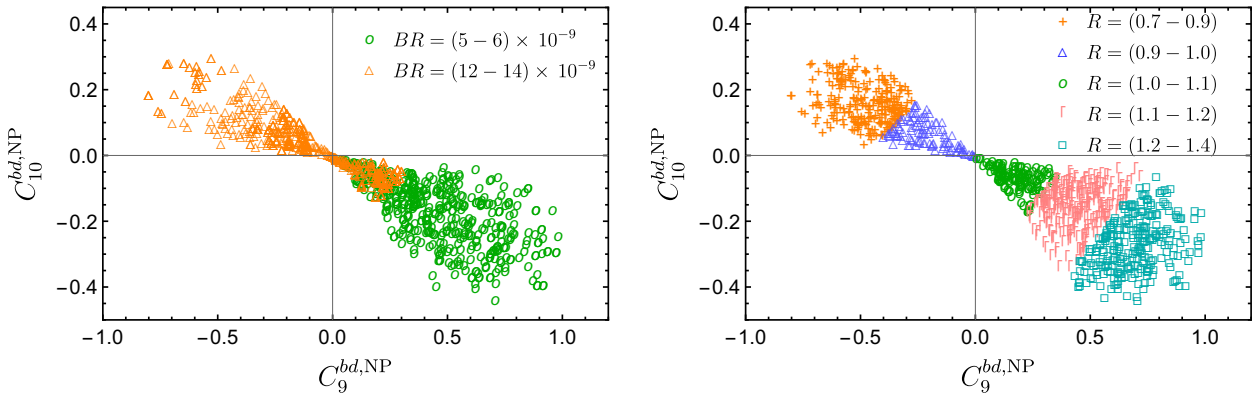 0.4
0.2
0.0
−0.2
−0.4
C_10^{bd,NP}
BR = (5 − 6) × 10^{−9}
BR = (12 − 14) × 10^{−9}
−1.0 −0.5 0.0 0.5 1.0
C_9^{bd,NP}
0.4
0.2
0.0
−0.2
−0.4
C_10^{bd,NP}
R = (0.7 − 0.9)
R = (0.9 − 1.0)
R = (1.0 − 1.1)
R = (1.1 − 1.2)
R = (1.2 − 1.4)
−1.0 −0.5 0.0 0.5 1.0
C_9^{bd,NP}